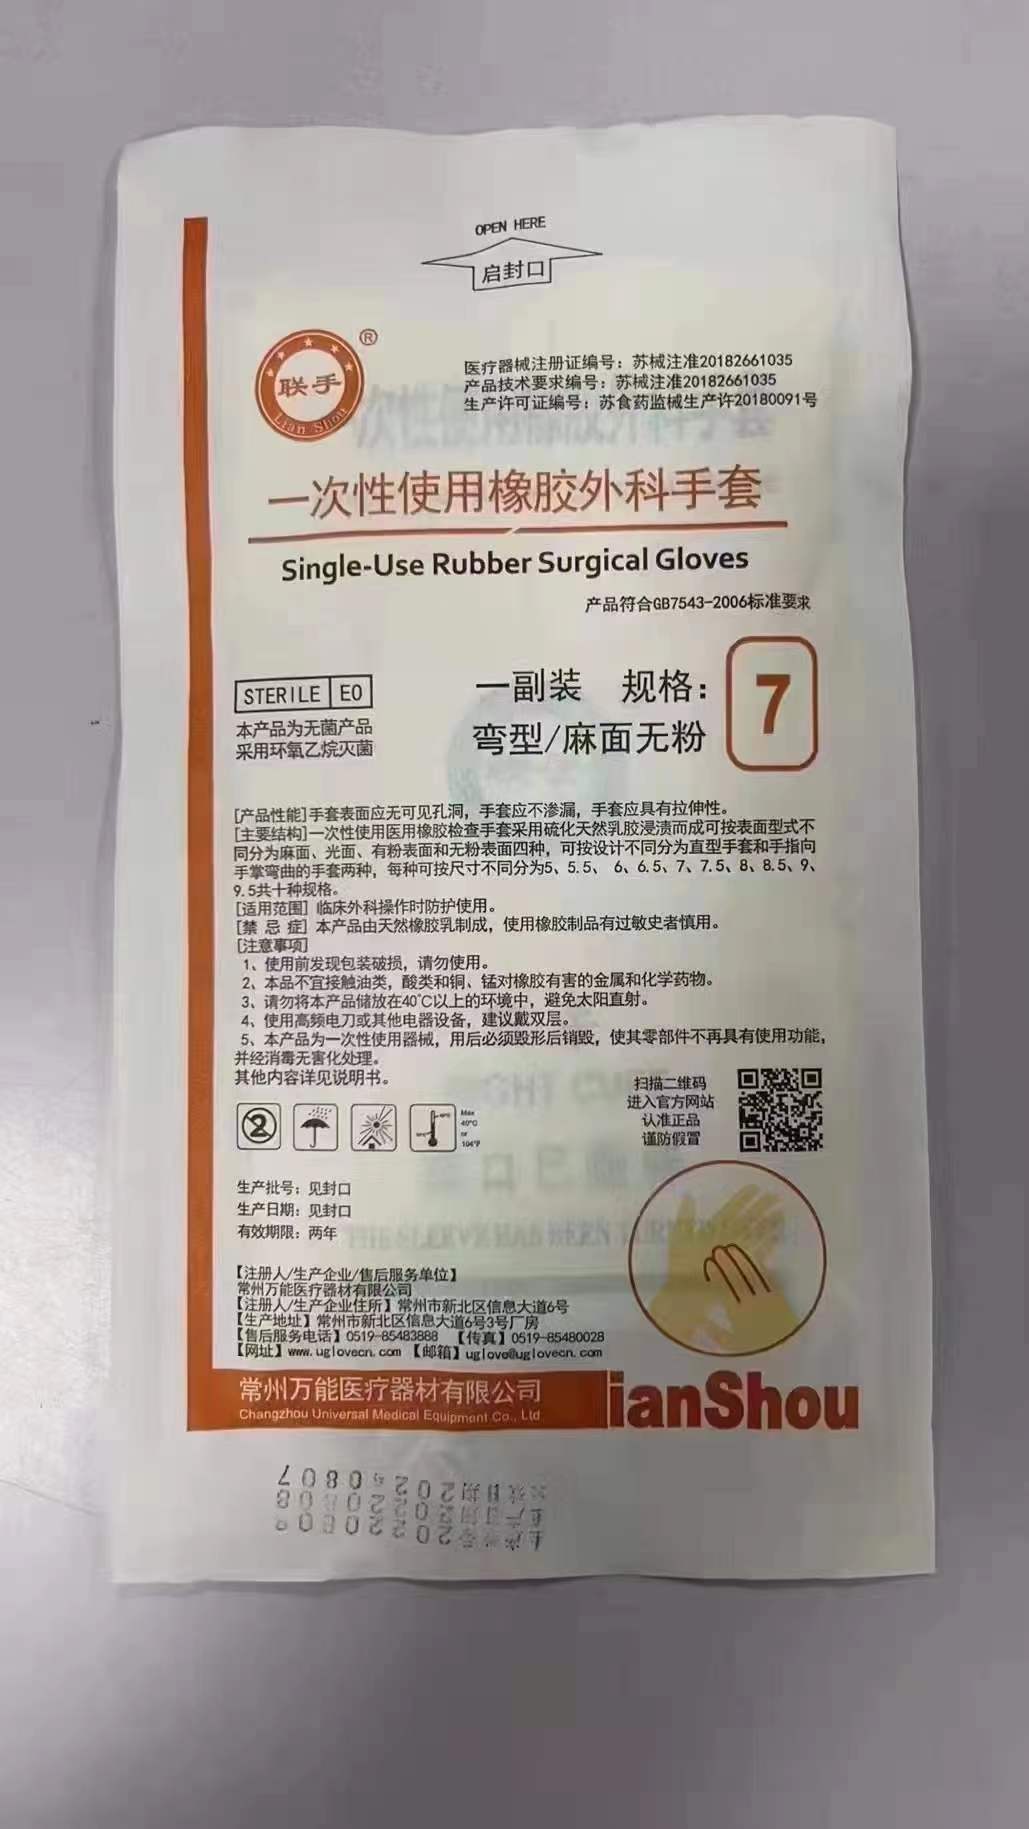 OPEN HERE
启封口
联手
Lian Shou
®
医疗器械注册证编号：苏械注准20182661035
产品技术要求编号：苏械注准20182661035
生产许可证编号：苏食药监械生产许20180091号
一次性使用橡胶外科手套
Single-Use Rubber Surgical Gloves
产品符合GB7543-2006标准要求
STERILE EO
本产品为无菌产品
采用环氧乙烷灭菌
一副装 规格：
弯型/麻面无粉
7
[产品性能]手套表面应无可见孔洞，手套应不渗漏，手套应具有拉伸性。
[主要结构]一次性使用医用橡胶检查手套采用硫化天然乳胶浸渍而成可按表面型式不
同分为麻面、光面、有粉表面和无粉表面四种，可按设计不同分为直型手套和手指向
手掌弯曲的手套两种，每种可按尺寸不同分为5、5.5、 6、6.5、7、7.5、8、8.5、9、
9.5共十种规格。
[适用范围] 临床外科操作时防护使用。
[禁 忌 症] 本产品由天然橡胶乳制成，使用橡胶制品有过敏史者慎用。
[注意事项]
1、使用前发现包装破损，请勿使用。
2、本品不宜接触油类，酸类和铜、锰对橡胶有害的金属和化学药物。
3、请勿将本产品储放在40℃以上的环境中，避免太阳直射。
4、使用高频电刀或其他电器设备，建议戴双层。
5、本产品为一次性使用器械，用后必须毁形后销毁，使其零部件不再具有使用功能，
并经消毒无害化处理。
其他内容详见说明书。
2
Max
40°C
or
104°F
扫描二维码
进入官方网站
认准正品
谨防假冒
生产批号：见封口
生产日期：见封口
有效期限：两年
【注册人/生产企业/售后服务单位】
常州万能医疗器材有限公司
【注册人/生产企业住所】常州市新北区信息大道6号
【生产地址】常州市新北区信息大道6号3号厂房
【售后服务电话】0519-85483888 【传真】0519-85480028
【网址】www.uglovecn.com 【邮箱】uglove@uglovecn.com
常州万能医疗器材有限公司
Changzhou Universal Medical Equipment Co., Ltd
LianShou